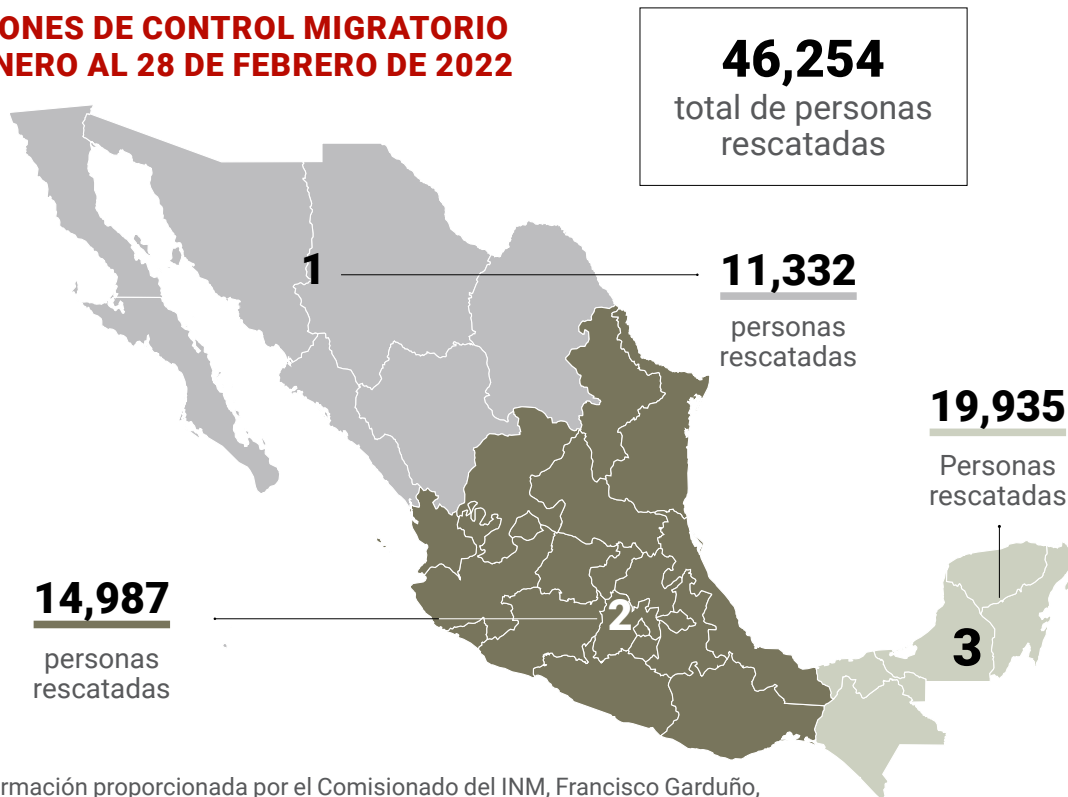 ONES DE CONTROL MIGRATORIO
NERO AL 28 DE FEBRERO DE 2022
46,254
total de personas
rescatadas
1
11,332
personas
rescatadas
19,935
Personas
rescatadas
14,987
personas
rescatadas
2
3
rmación proporcionada por el Comisionado del INM, Francisco Garduño,